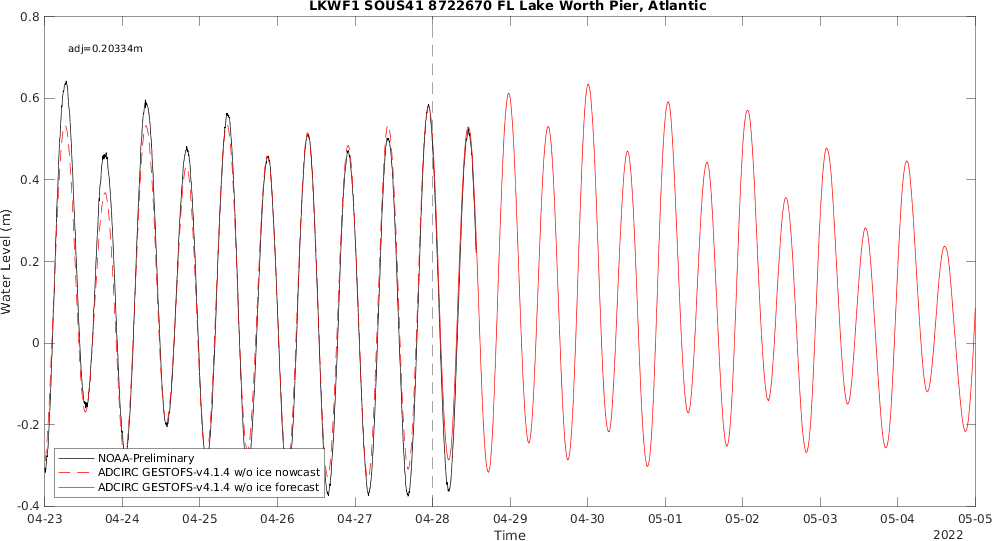 LKWF1 SOUS41 8722670 FL Lake Worth Pier, Atlantic
0.8
adj=0.20334m
0.6
0.4
0.2
0
-0.2
-0.4
Water Level (m)
NOAA-Preliminary
ADCIRC GESTOFS-v4.1.4 w/o ice nowcast
ADCIRC GESTOFS-v4.1.4 w/o ice forecast
04-23 04-24 04-25 04-26 04-27 04-28 04-29 04-30 05-01 05-02 05-03 05-04 05-05
Time
2022